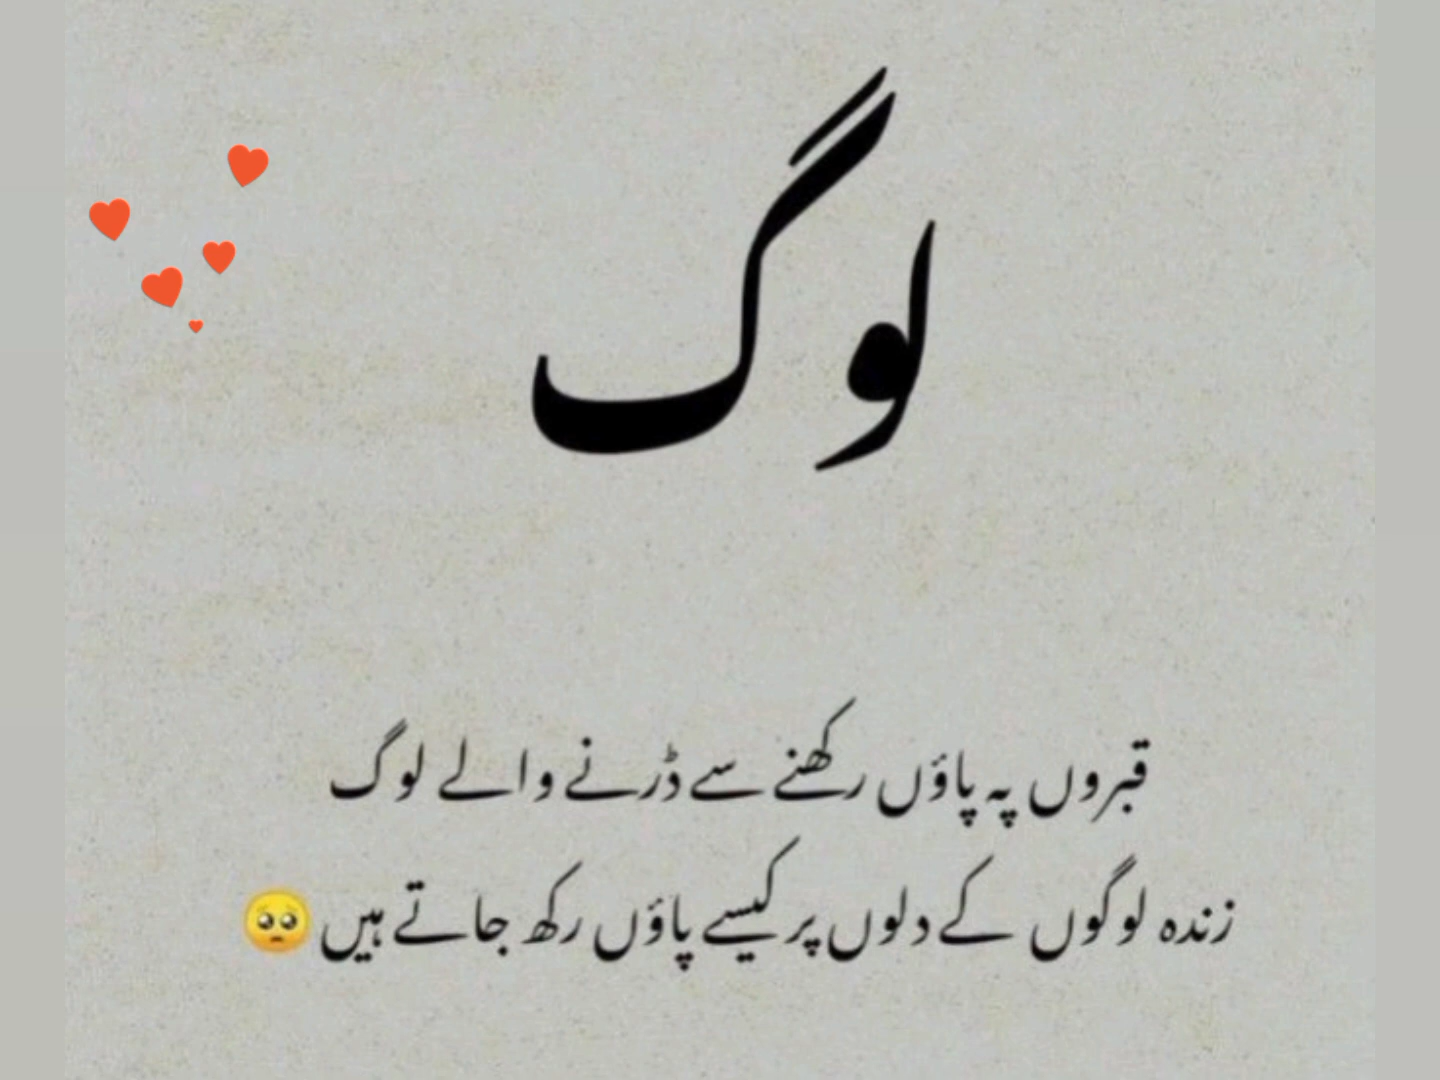 لوگ
قبروں پہ پاؤں رکھنے سے ڈرنے والے لوگ
زندہ لوگوں کے دلوں پر کیسے پاؤں رکھ جاتے ہیں 🥺